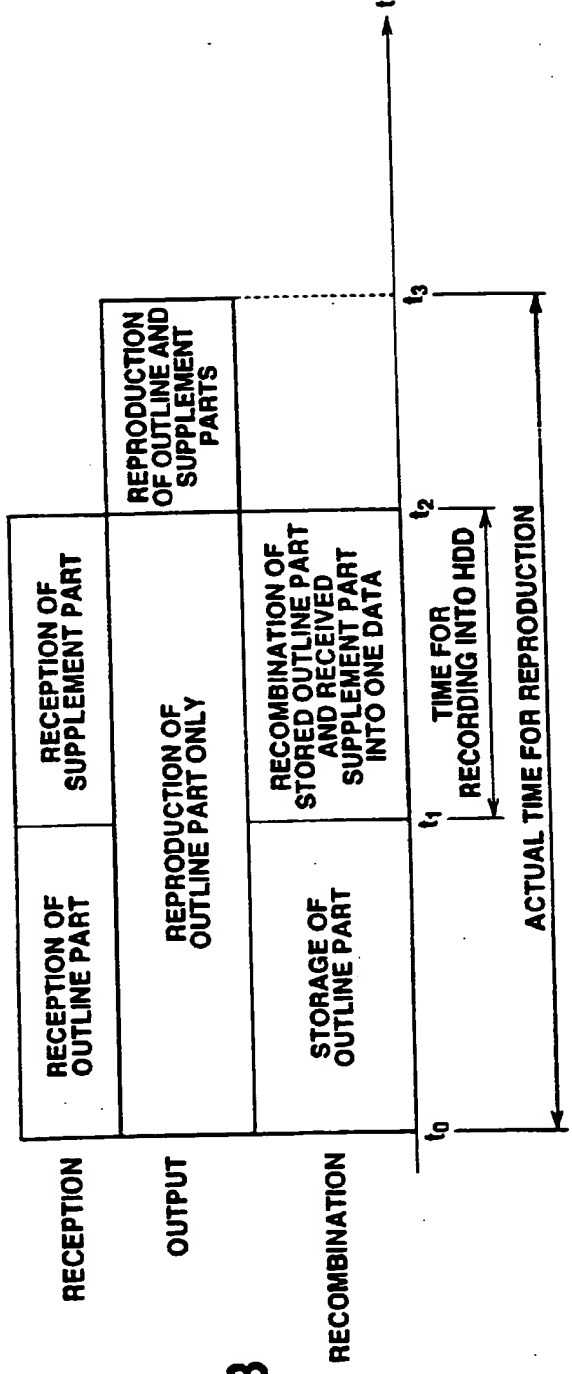 RECEPTION
RECEPTION OF
OUTLINE PART
RECEPTION OF
SUPPLEMENT PART
OUTPUT
REPRODUCTION OF
OUTLINE PART ONLY
REPRODUCTION
OF OUTLINE AND
SUPPLEMENT
PARTS
RECOMBINATION
STORAGE OF
OUTLINE PART
RECOMBINATION OF
STORED OUTLINE PART
AND RECEIVED
SUPPLEMENT PART
INTO ONE DATA
t
t0
t1
t2
t3
TIME FOR
RECORDING INTO HDD
ACTUAL TIME FOR REPRODUCTION